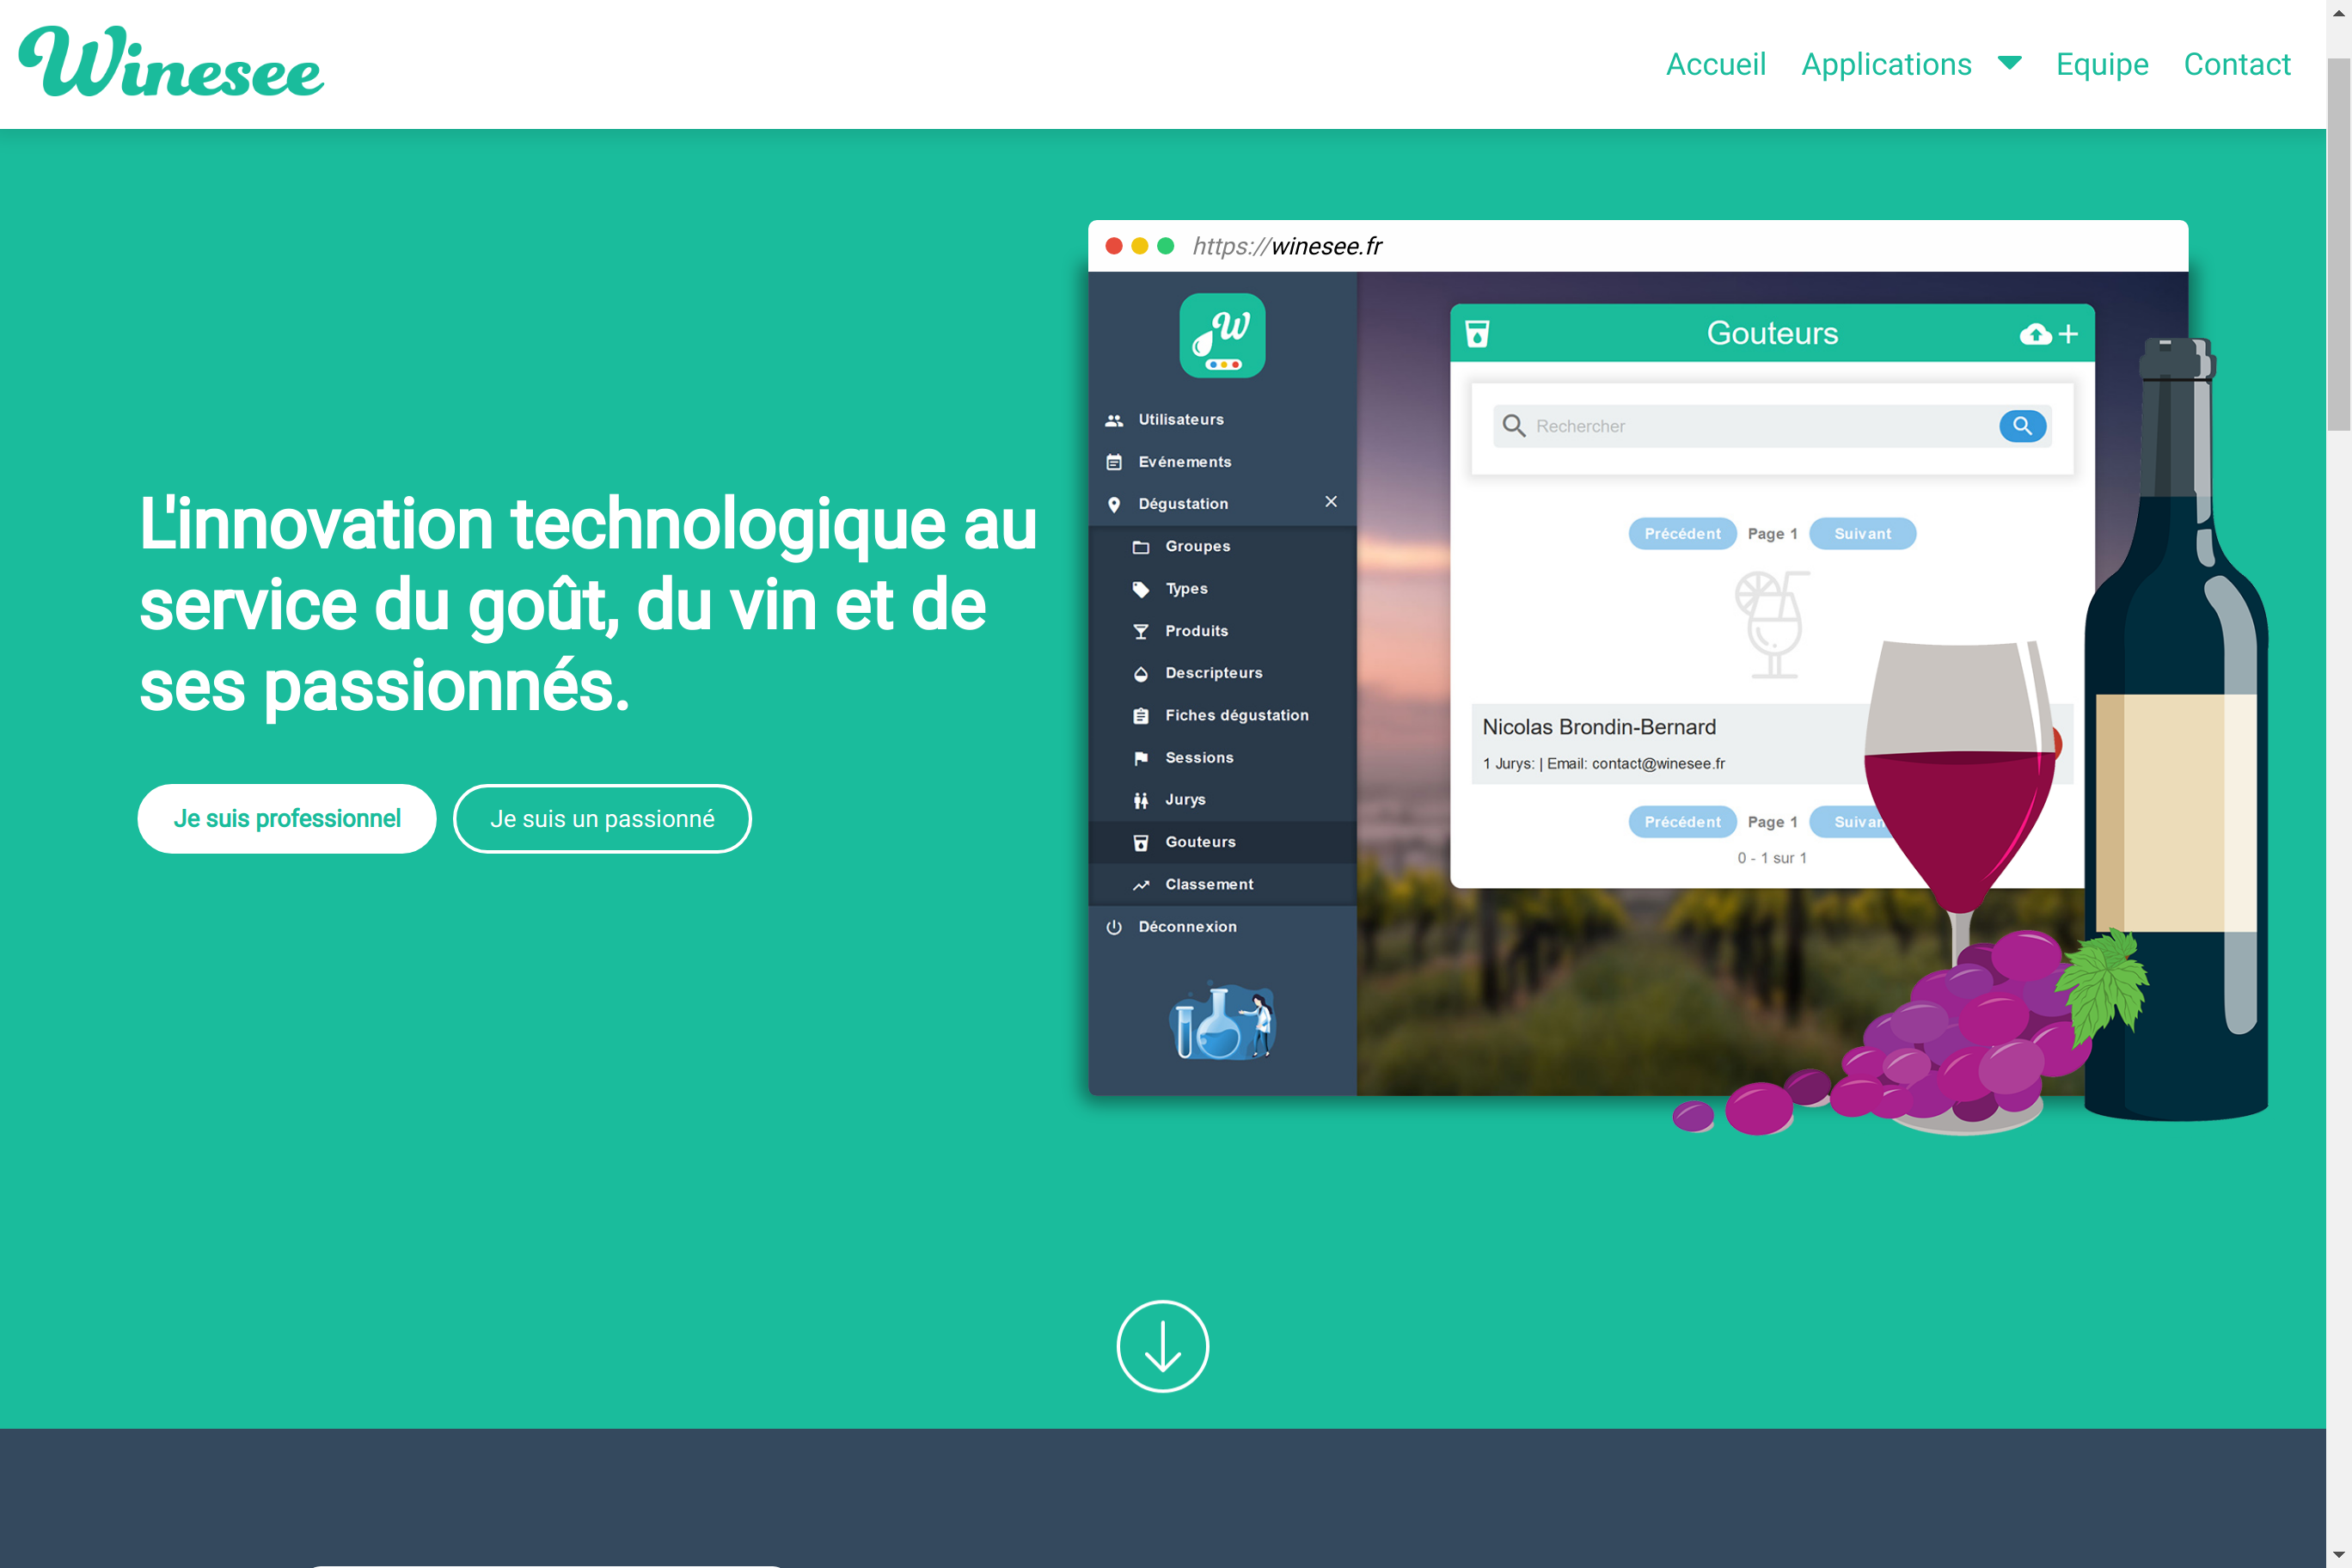 Winesee
Accueil Applications Equipe Contact
https://winesee.fr
L'innovation technologique au
service du goût, du vin et de
ses passionnés.
Je suis professionnel
Je suis un passionné
W
Utilisateurs
Evénements
Dégustation
Groupes
Types
Produits
Descripteurs
Fiches dégustation
Sessions
Jurys
Gouteurs
Classement
Déconnexion
Gouteurs
Rechercher
Précédent Page 1 Suivant
Nicolas Brondin-Bernard
1 Jurys: | Email: contact@winesee.fr
Précédent Page 1 Suivan
0 - 1 sur 1